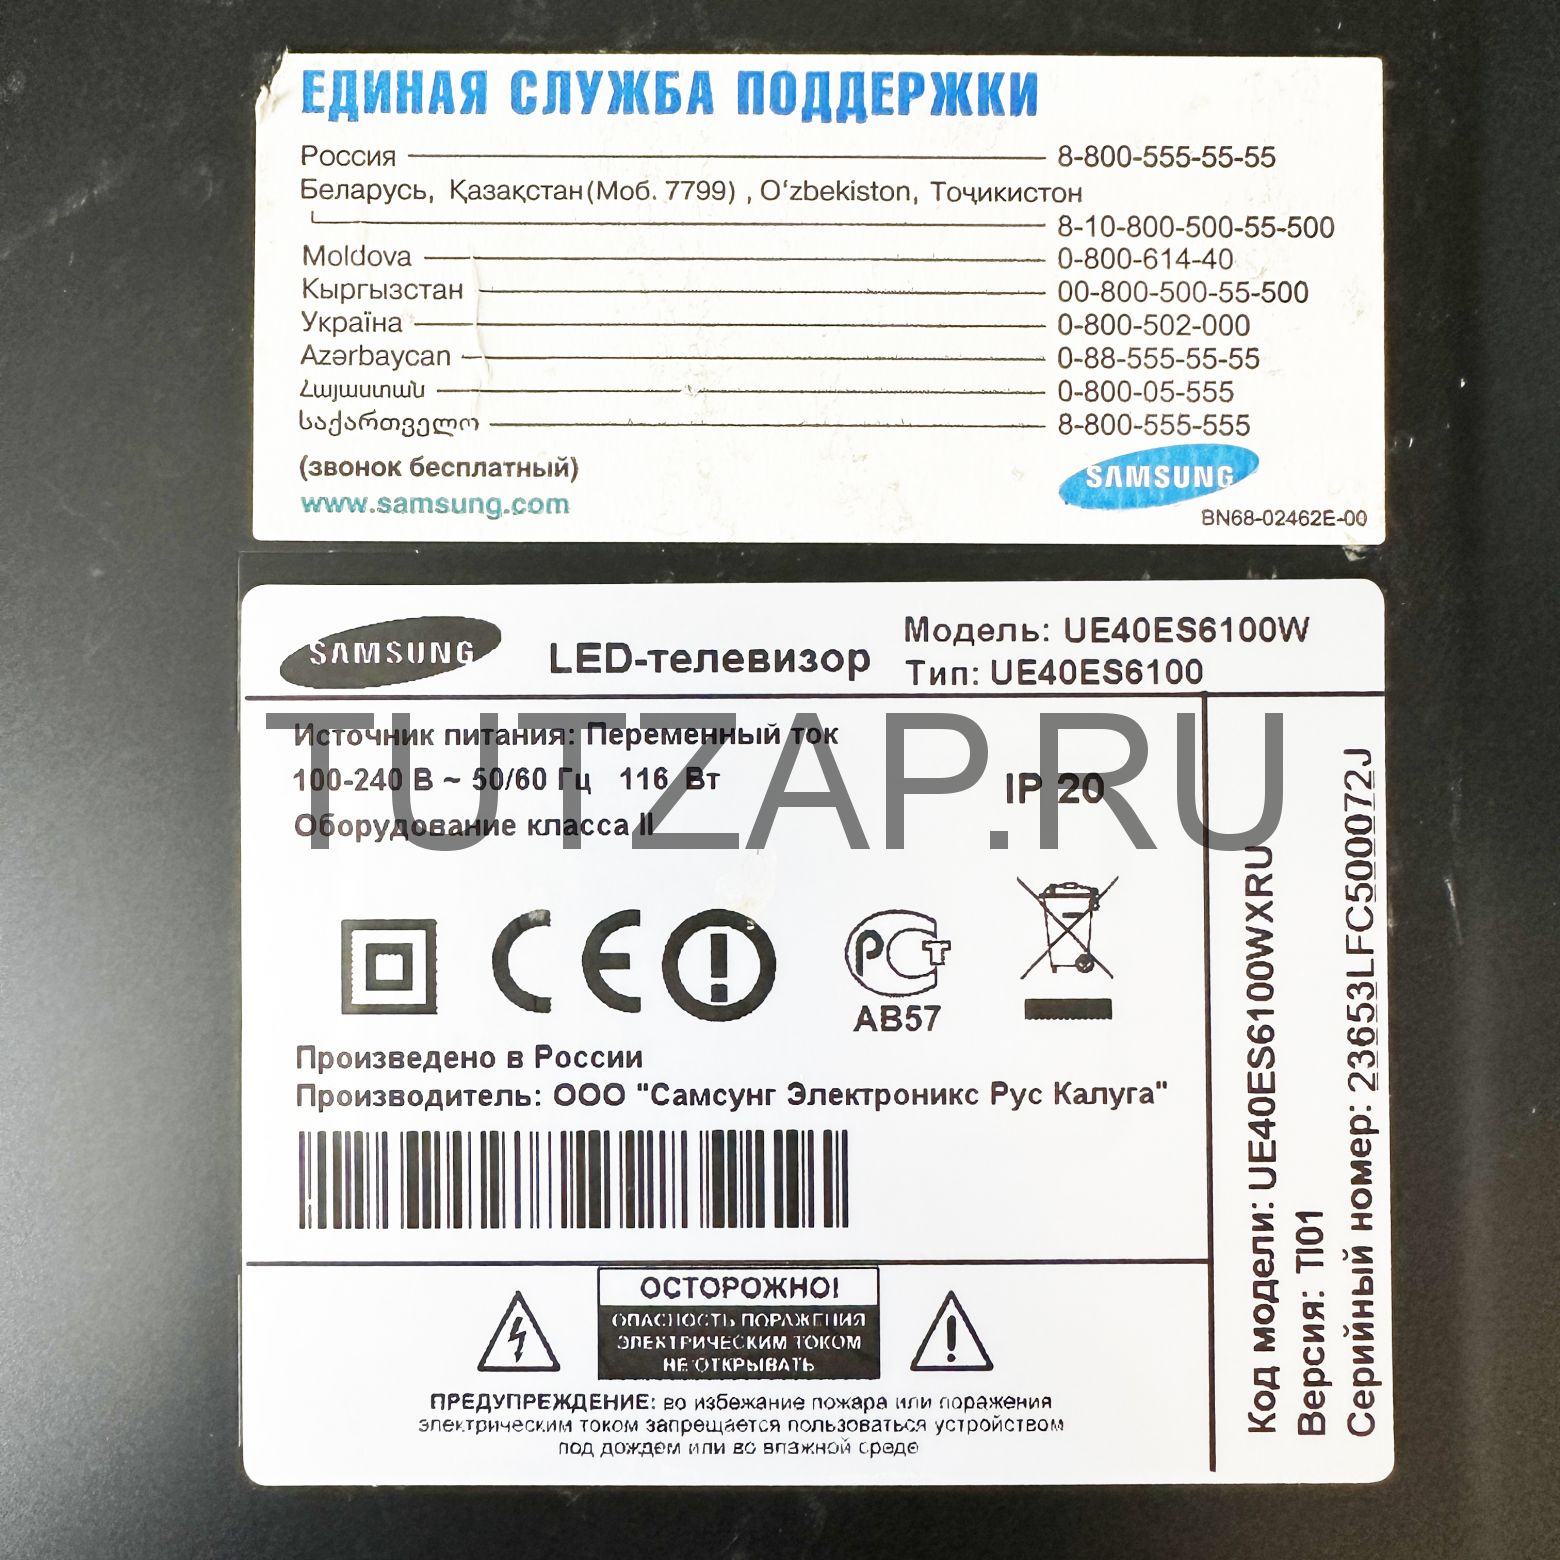 ЕДИНАЯ СЛУЖБА ПОДДЕРЖКИ
Россия 8-800-555-55-55
Беларусь, Қазақстан(Моб. 7799) , O‘zbekiston, Тоҷикистон
8-10-800-500-55-500
Moldova 0-800-614-40
Кыргызстан 00-800-500-55-500
Україна 0-800-502-000
Azərbaycan 0-88-555-55-55
Հայաստան 0-800-05-555
საქართველო 8-800-555-555
(звонок бесплатный)
www.samsung.com
SAMSUNG
BN68-02462E-00
SAMSUNG
LED-телевизор
Модель: UE40ES6100W
Тип: UE40ES6100
TUTZAP.RU
Источник питания: Переменный ток
100-240 В ~ 50/60 Гц 116 Вт
IP 20
Оборудование класса II
CE
РСТ
АВ57
Произведено в России
Производитель: ООО "Самсунг Электроникс Рус Калуга"
ОСТОРОЖНО!
ОПАСНОСТЬ ПОРАЖЕНИЯ
ЭЛЕКТРИЧЕСКИМ ТОКОМ
НЕ ОТКРЫВАТЬ
ПРЕДУПРЕЖДЕНИЕ: во избежание пожара или поражения
электрическим током запрещается пользоваться устройством
под дождем или во влажной среде
Код модели: UE40ES6100WXRU
Версия: TI01
Серийный номер: 23653LFC500072J